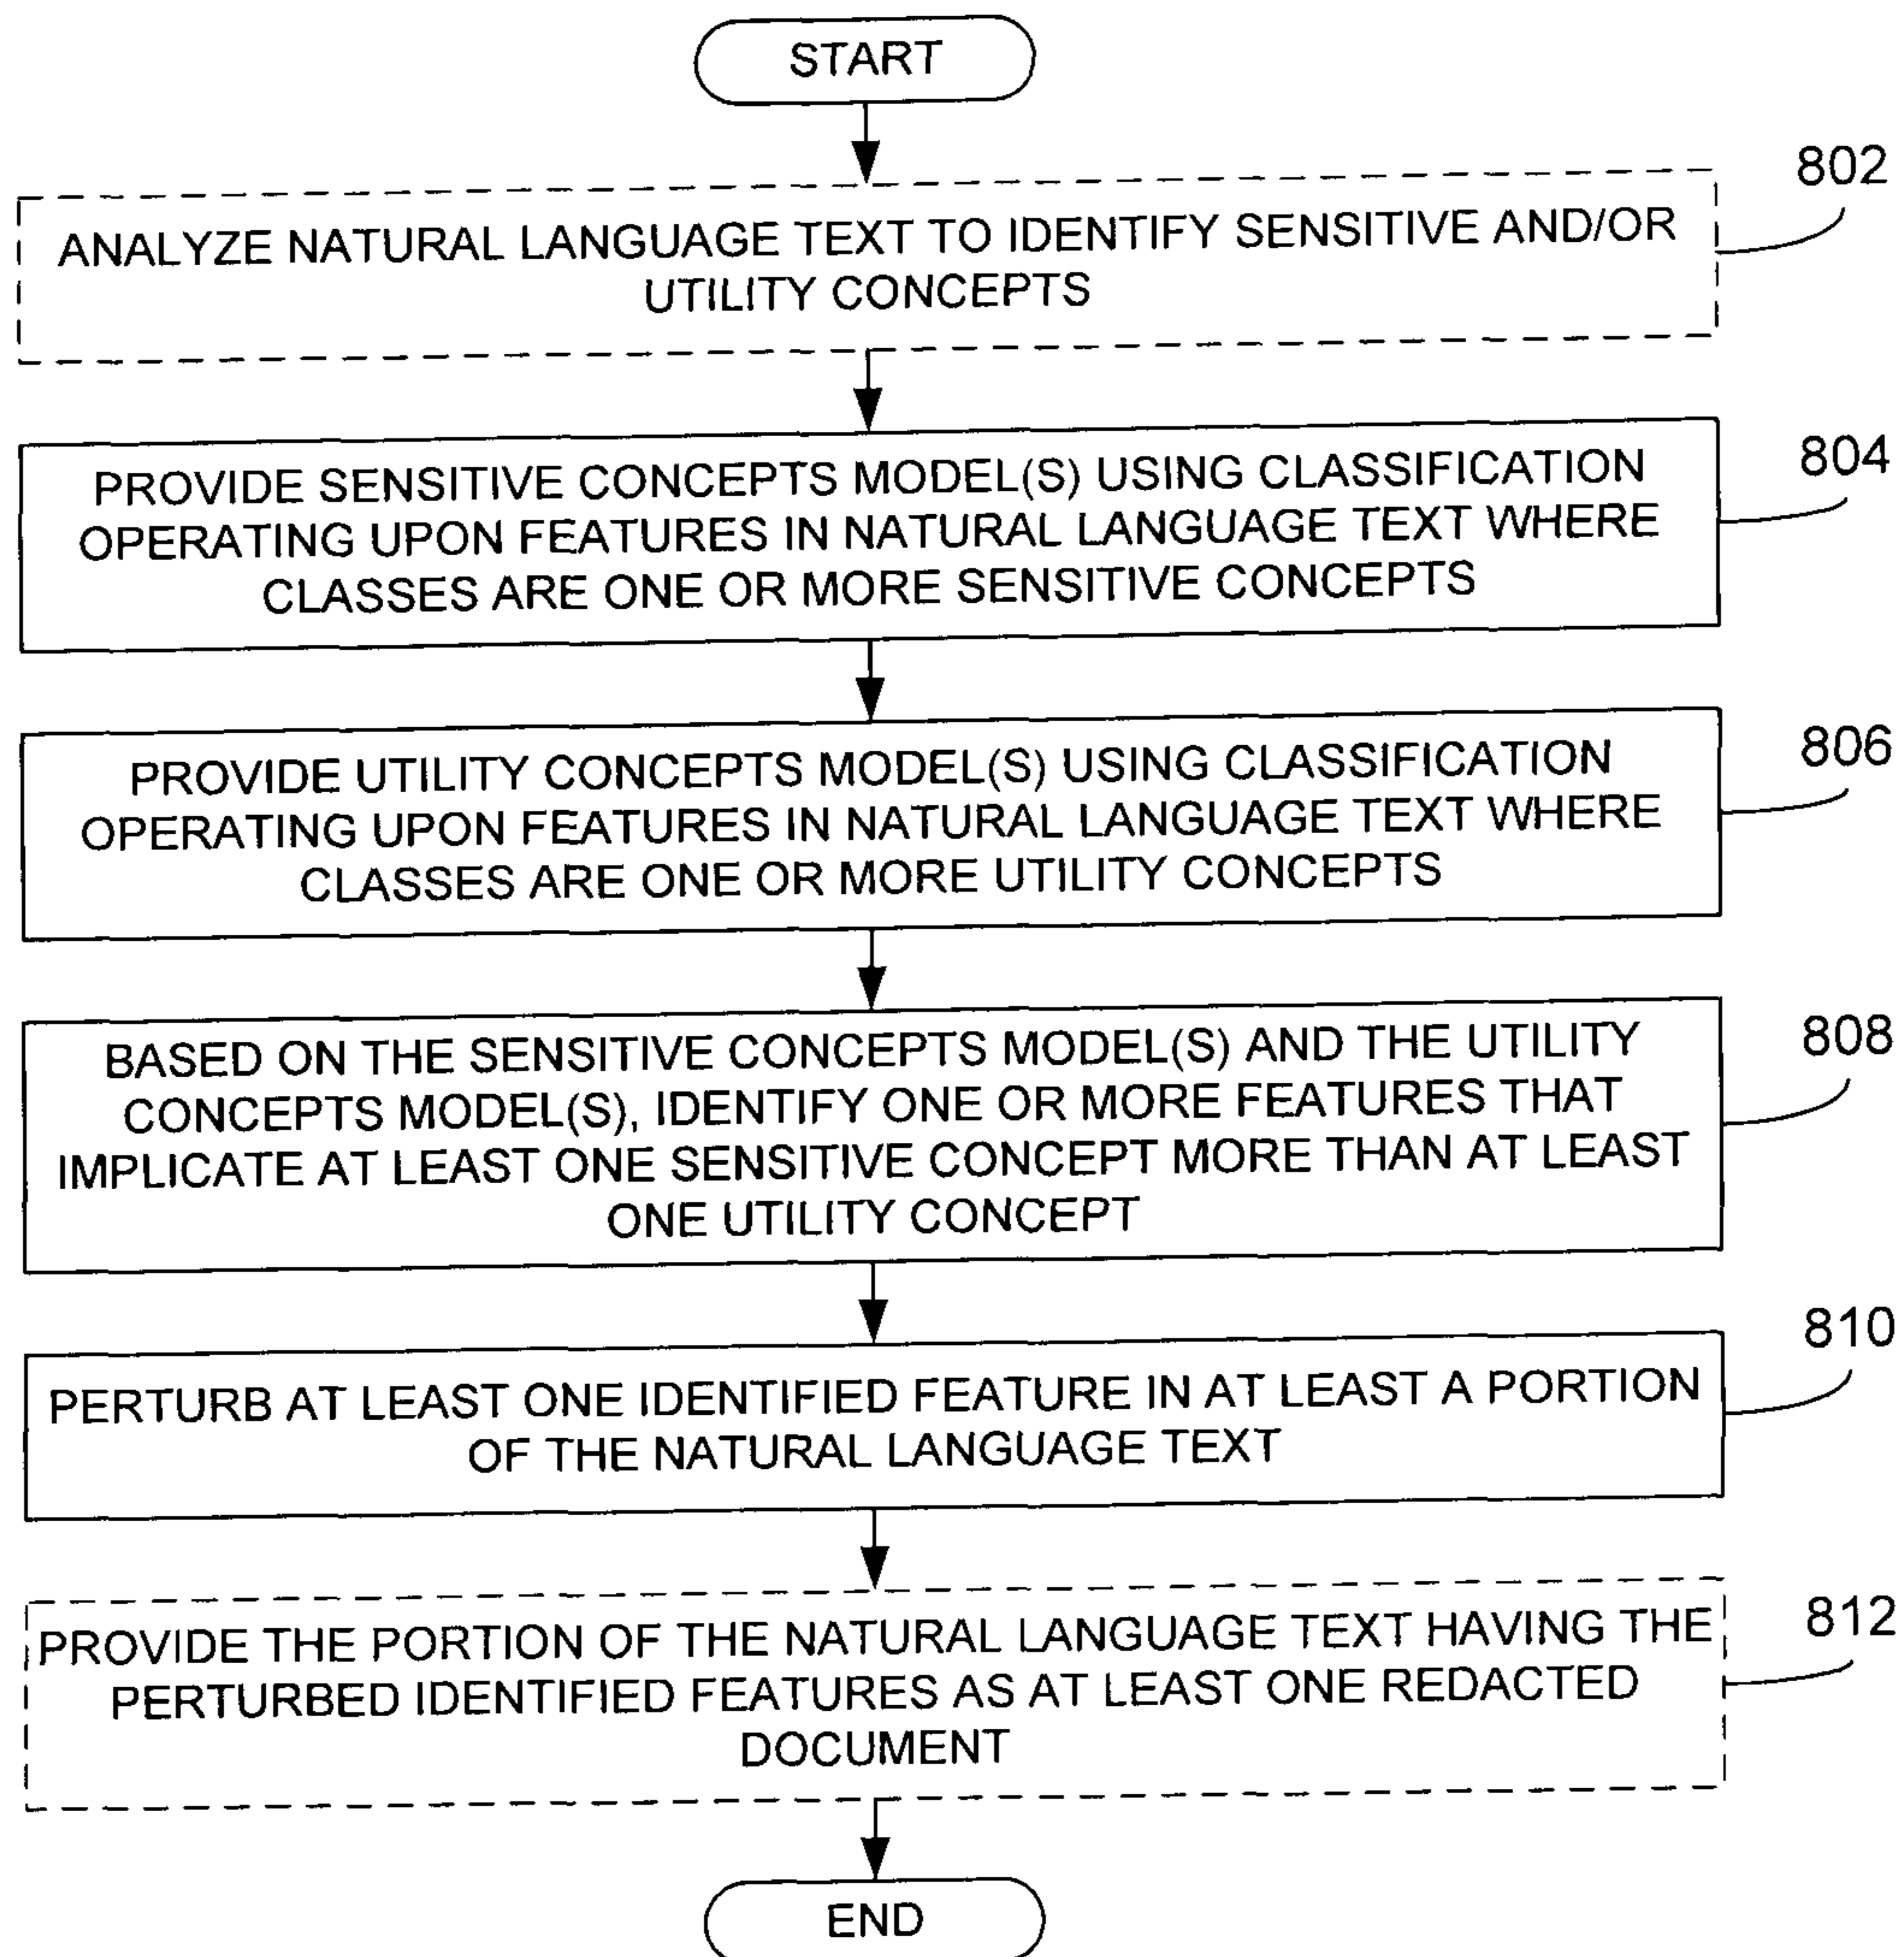 START
802
ANALYZE NATURAL LANGUAGE TEXT TO IDENTIFY SENSITIVE AND/OR
UTILITY CONCEPTS
804
PROVIDE SENSITIVE CONCEPTS MODEL(S) USING CLASSIFICATION
OPERATING UPON FEATURES IN NATURAL LANGUAGE TEXT WHERE
CLASSES ARE ONE OR MORE SENSITIVE CONCEPTS
806
PROVIDE UTILITY CONCEPTS MODEL(S) USING CLASSIFICATION
OPERATING UPON FEATURES IN NATURAL LANGUAGE TEXT WHERE
CLASSES ARE ONE OR MORE UTILITY CONCEPTS
808
BASED ON THE SENSITIVE CONCEPTS MODEL(S) AND THE UTILITY
CONCEPTS MODEL(S), IDENTIFY ONE OR MORE FEATURES THAT
IMPLICATE AT LEAST ONE SENSITIVE CONCEPT MORE THAN AT LEAST
ONE UTILITY CONCEPT
810
PERTURB AT LEAST ONE IDENTIFIED FEATURE IN AT LEAST A PORTION
OF THE NATURAL LANGUAGE TEXT
812
PROVIDE THE PORTION OF THE NATURAL LANGUAGE TEXT HAVING THE
PERTURBED IDENTIFIED FEATURES AS AT LEAST ONE REDACTED
DOCUMENT
END